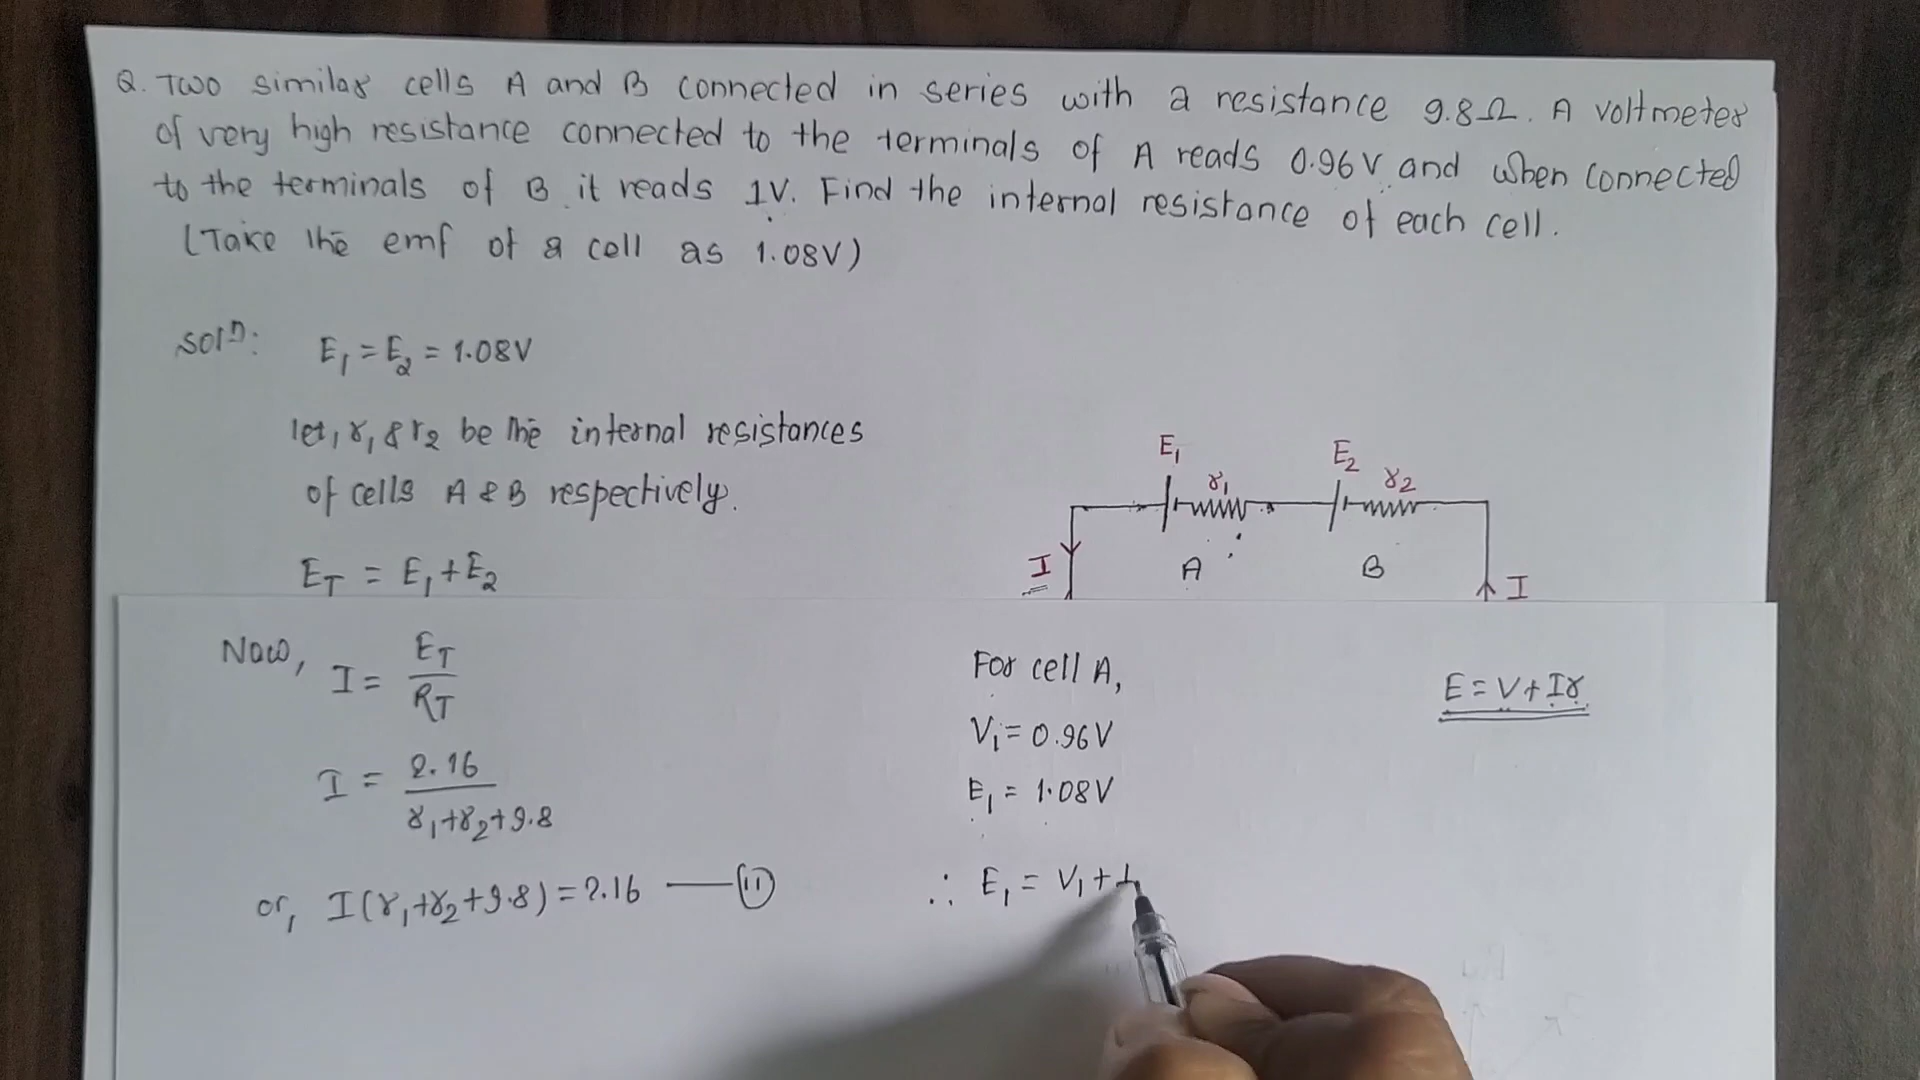 Q. Two similar cells A and B connected in series with a resistance 9.8Ω. A voltmeter
of very high resistance connected to the terminals of A reads 0.96V and when connected
to the terminals of B it reads 1V. Find the internal resistance of each cell.
(Take the emf of a cell as 1.08V)
Solⁿ: E₁ = E₂ = 1.08V
let, r₁ & r₂ be the internal resistances
of cells A & B respectively.
E_T = E₁ + E₂
E₁ r₁ E₂ r₂
I A B I
Now, I = E_T / R_T
I = 2.16 / r₁+r₂+9.8
or, I(r₁+r₂+9.8) = 2.16 —— (ii)
For cell A,
V₁ = 0.96V
E₁ = 1.08V
∴ E₁ = V₁ +
E = V + Ir